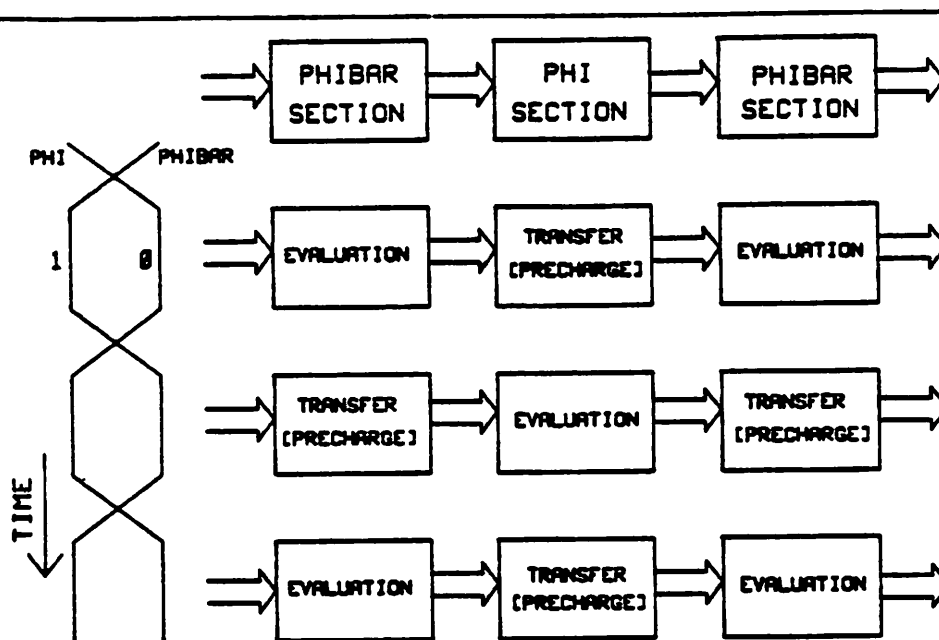 PHIBAR
SECTION
PHI
SECTION
PHIBAR
SECTION
PHI
PHIBAR
1
0
EVALUATION
TRANSFER
[PRECHARGE]
EVALUATION
TRANSFER
[PRECHARGE]
EVALUATION
TRANSFER
[PRECHARGE]
TIME
EVALUATION
TRANSFER
[PRECHARGE]
EVALUATION